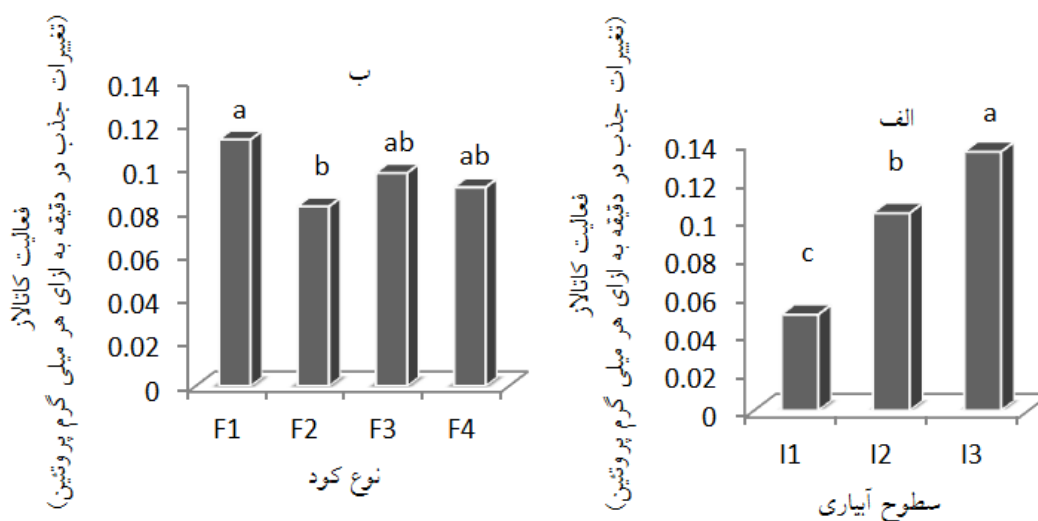 الف
0.14
0.12
0.1
0.08
0.06
0.04
0.02
0
c
b
a
I1 I2 I3
سطوح آبیاری
فعالیت کاتالاز
(تغییرات جذب در دقیقه به ازای هر میلی گرم پروتئین)
ب
0.14
0.12
0.1
0.08
0.06
0.04
0.02
0
a
b
ab
ab
F1 F2 F3 F4
نوع کود
فعالیت کاتالاز
(تغییرات جذب در دقیقه به ازای هر میلی گرم پروتئین)